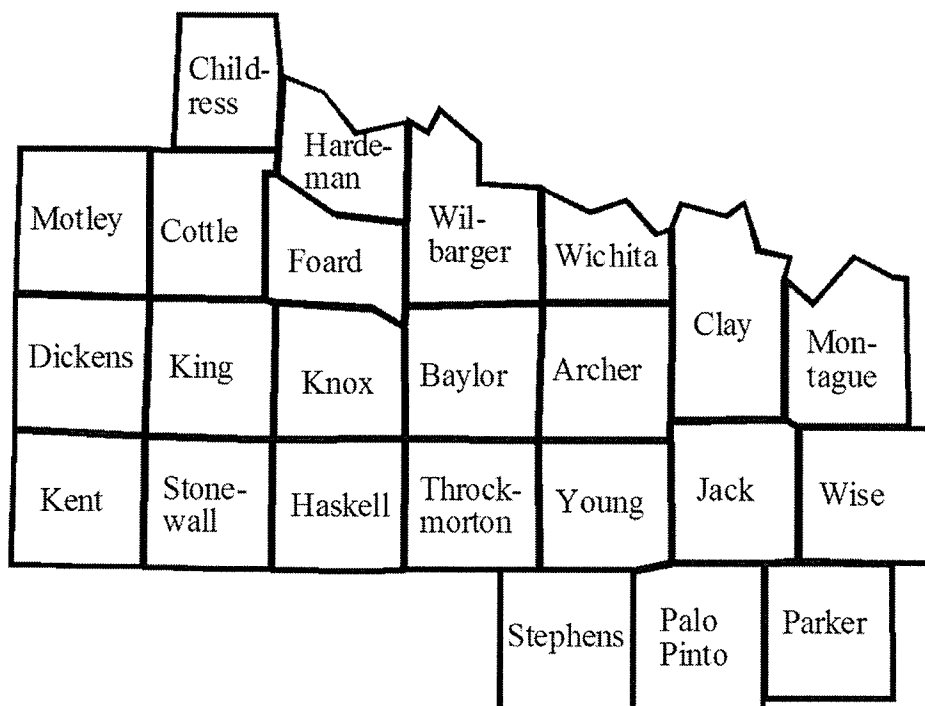 Child-
ress
Harde-
man
Motley
Cottle
Foard
Wil-
barger
Wichita
Clay
Mon-
tague
Dickens
King
Knox
Baylor
Archer
Kent
Stone-
wall
Haskell
Throck-
morton
Young
Jack
Wise
Stephens
Palo
Pinto
Parker